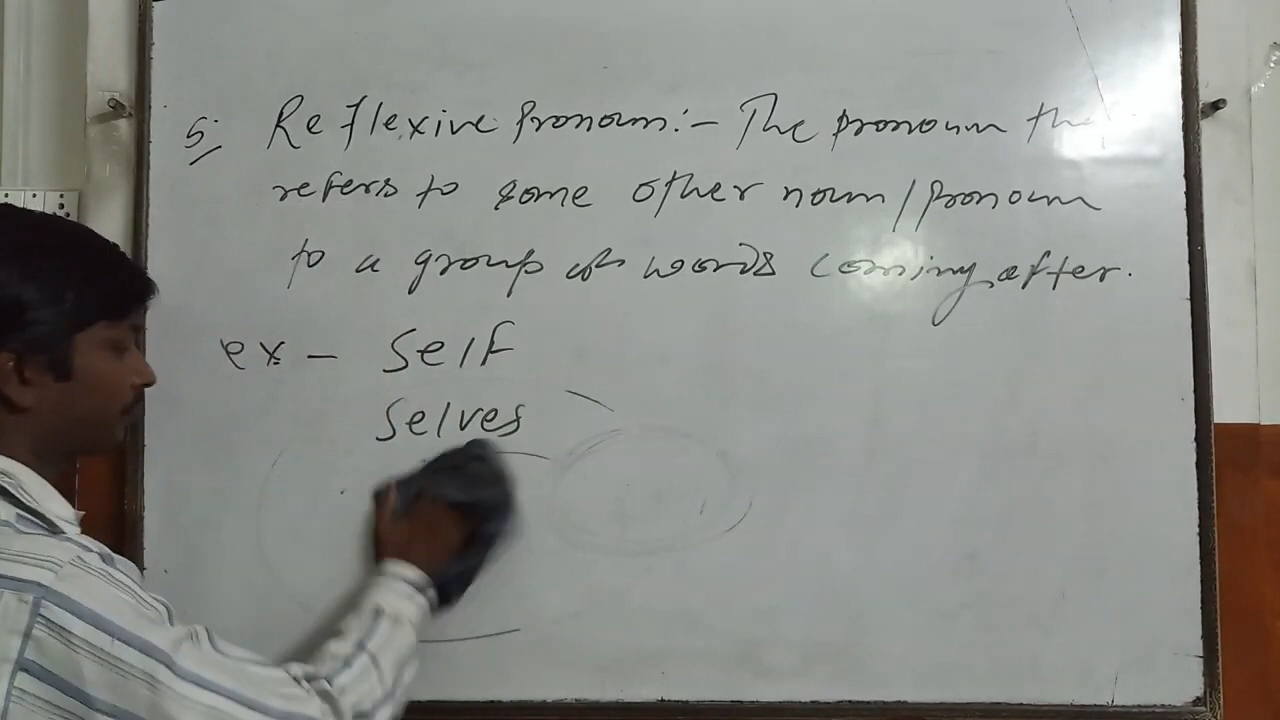 5; Reflexive Pronoun:- The pronoun tha
refers to some other noun/pronoun
to a group of words coming after.
ex - self
selves